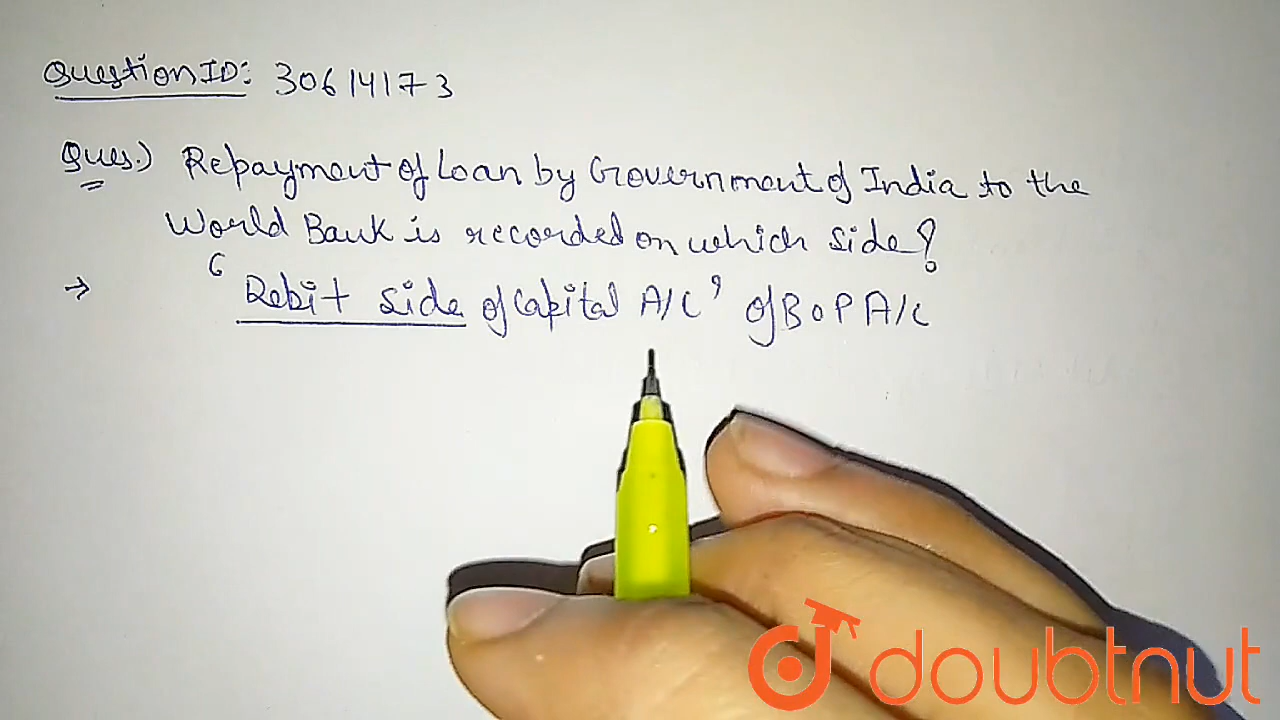 Question ID: 30614173
Ques.) Repayment of Loan by Government of India to the
World Bank is recorded on which side?
→ ‘Debit side of Capital A/C’ of BOP A/C
doubtnut